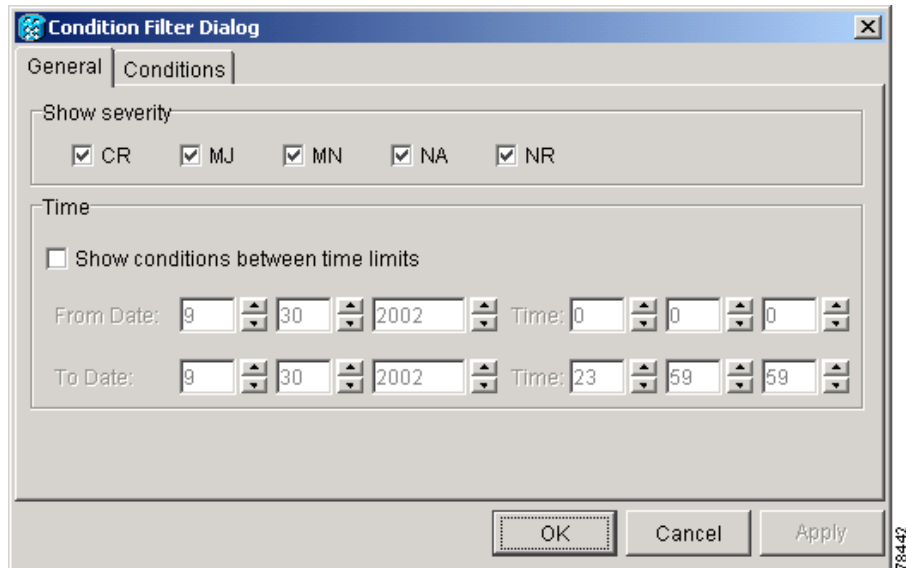 Condition Filter Dialog
General Conditions
Show severity
CR MJ MN NA NR
Time
Show conditions between time limits
From Date: 9 30 2002 Time: 0 0 0
To Date: 9 30 2002 Time: 23 59 59
OK Cancel Apply
78442